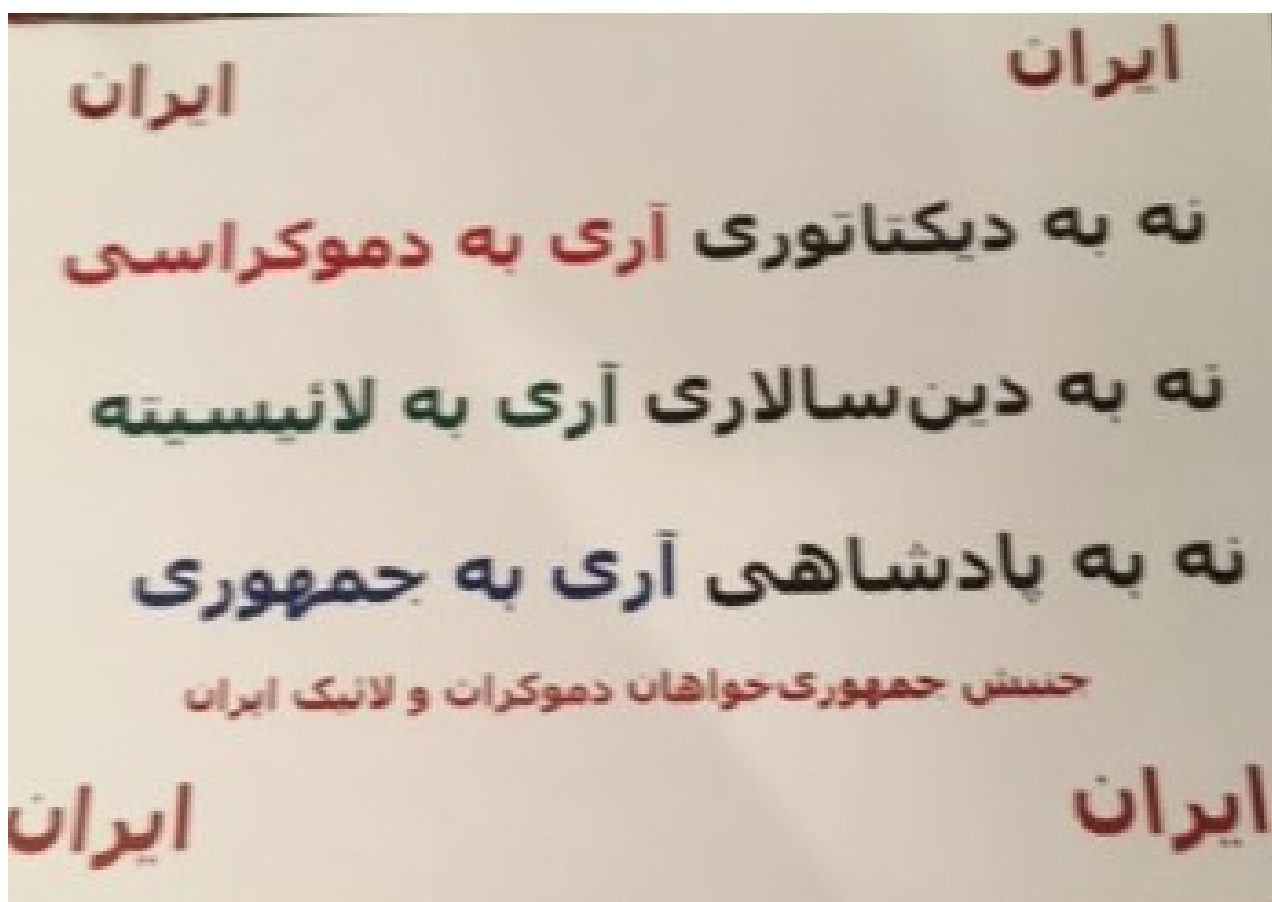 ایران ایران
نه به دیکتاتوری آری به دموکراسی
نه به دین‌سالاری آری به لائیسیته
نه به پادشاهی آری به جمهوری
جنبش جمهوری‌خواهان دموکرات و لائیک ایران
ایران ایران